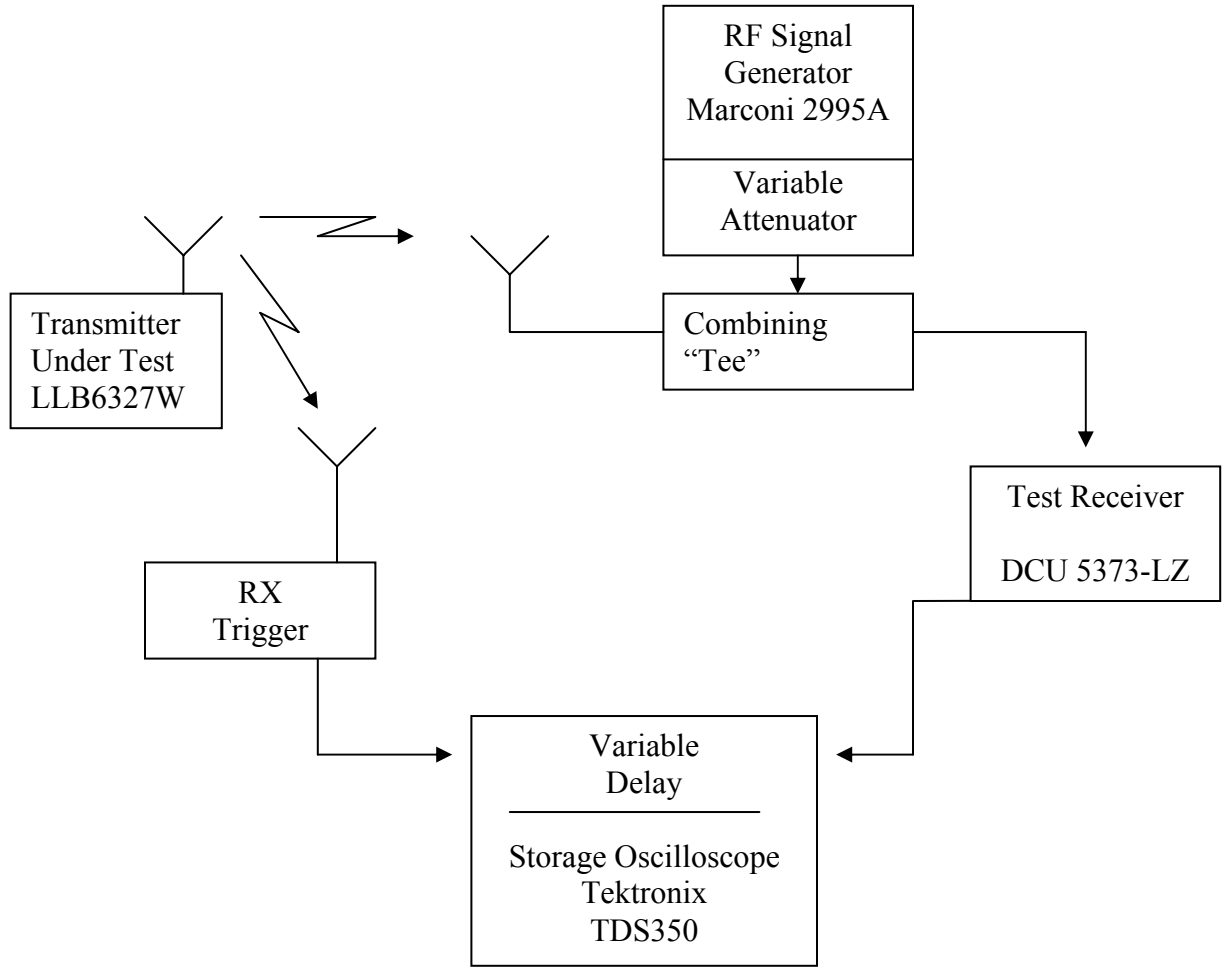 RF Signal
Generator
Marconi 2995A
Variable
Attenuator
Transmitter
Under Test
LLB6327W
Combining
“Tee”
Test Receiver
DCU 5373-LZ
RX
Trigger
Variable
Delay
Storage Oscilloscope
Tektronix
TDS350